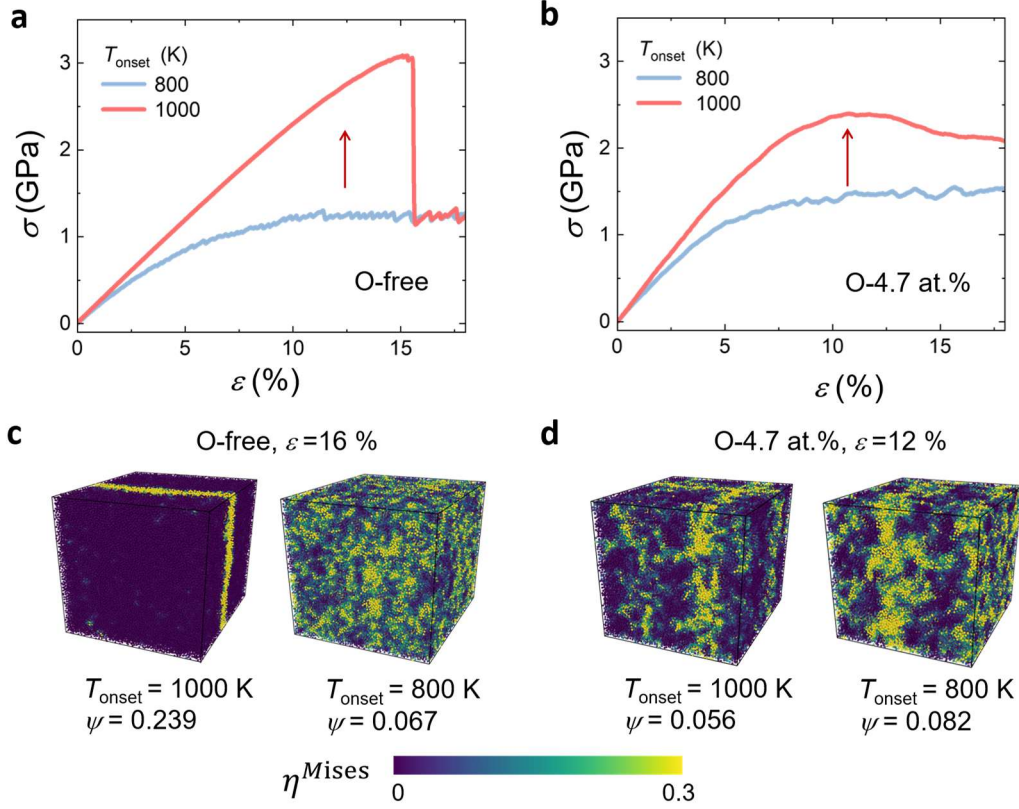 a
T_onset (K)
800
1000
σ (GPa)
3
2
1
0
O-free
0 5 10 15
ε (%)
b
T_onset (K)
800
1000
σ (GPa)
3
2
1
0
O-4.7 at.%
0 5 10 15
ε (%)
c
O-free, ε =16 %
T_onset = 1000 K
ψ = 0.239
T_onset = 800 K
ψ = 0.067
d
O-4.7 at.%, ε =12 %
T_onset = 1000 K
ψ = 0.056
T_onset = 800 K
ψ = 0.082
η^Mises
0 0.3